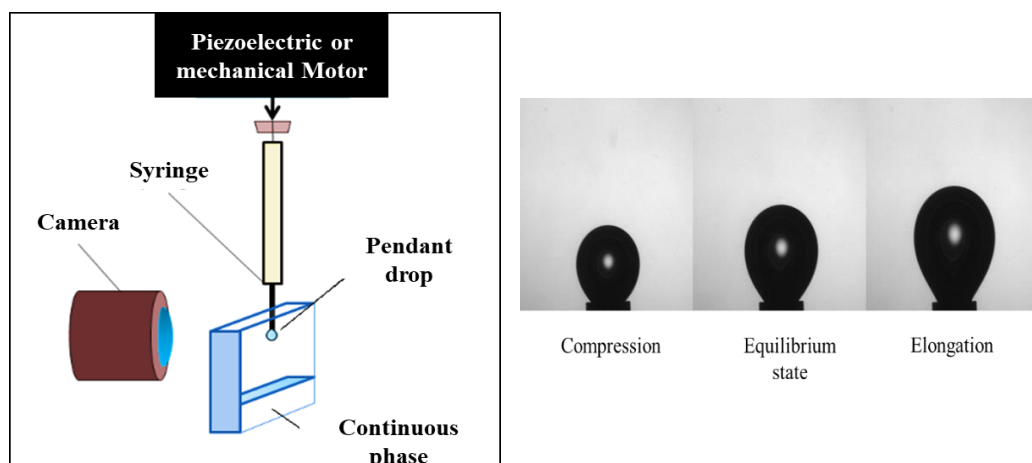 Piezoelectric or
mechanical Motor
Syringe
Camera
Pendant
drop
Continuous
phase
Compression
Equilibrium
state
Elongation